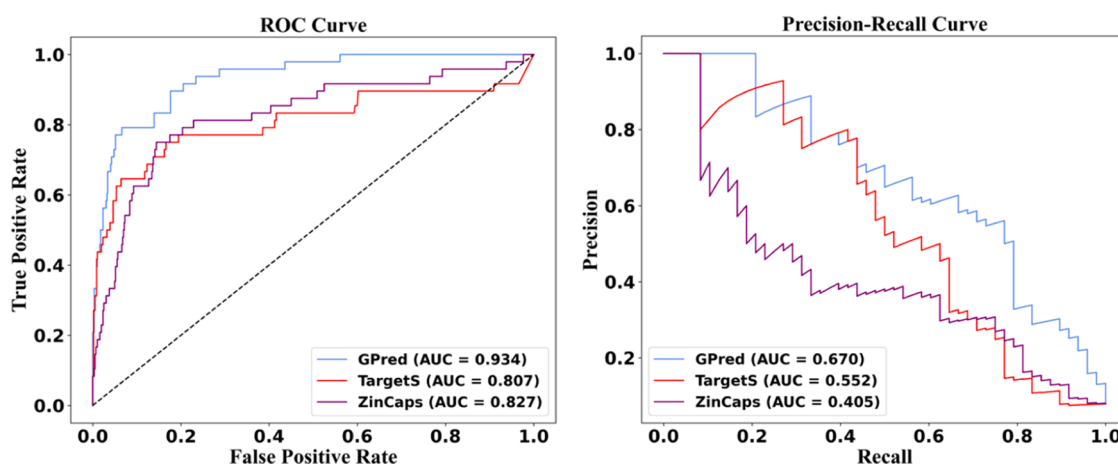 ROC Curve
1.0
0.8
0.6
0.4
0.2
0.0
True Positive Rate
GPred (AUC = 0.934)
TargetS (AUC = 0.807)
ZinCaps (AUC = 0.827)
0.0 0.2 0.4 0.6 0.8 1.0
False Positive Rate
Precision-Recall Curve
1.0
0.8
0.6
0.4
0.2
Precision
GPred (AUC = 0.670)
TargetS (AUC = 0.552)
ZinCaps (AUC = 0.405)
0.0 0.2 0.4 0.6 0.8 1.0
Recall